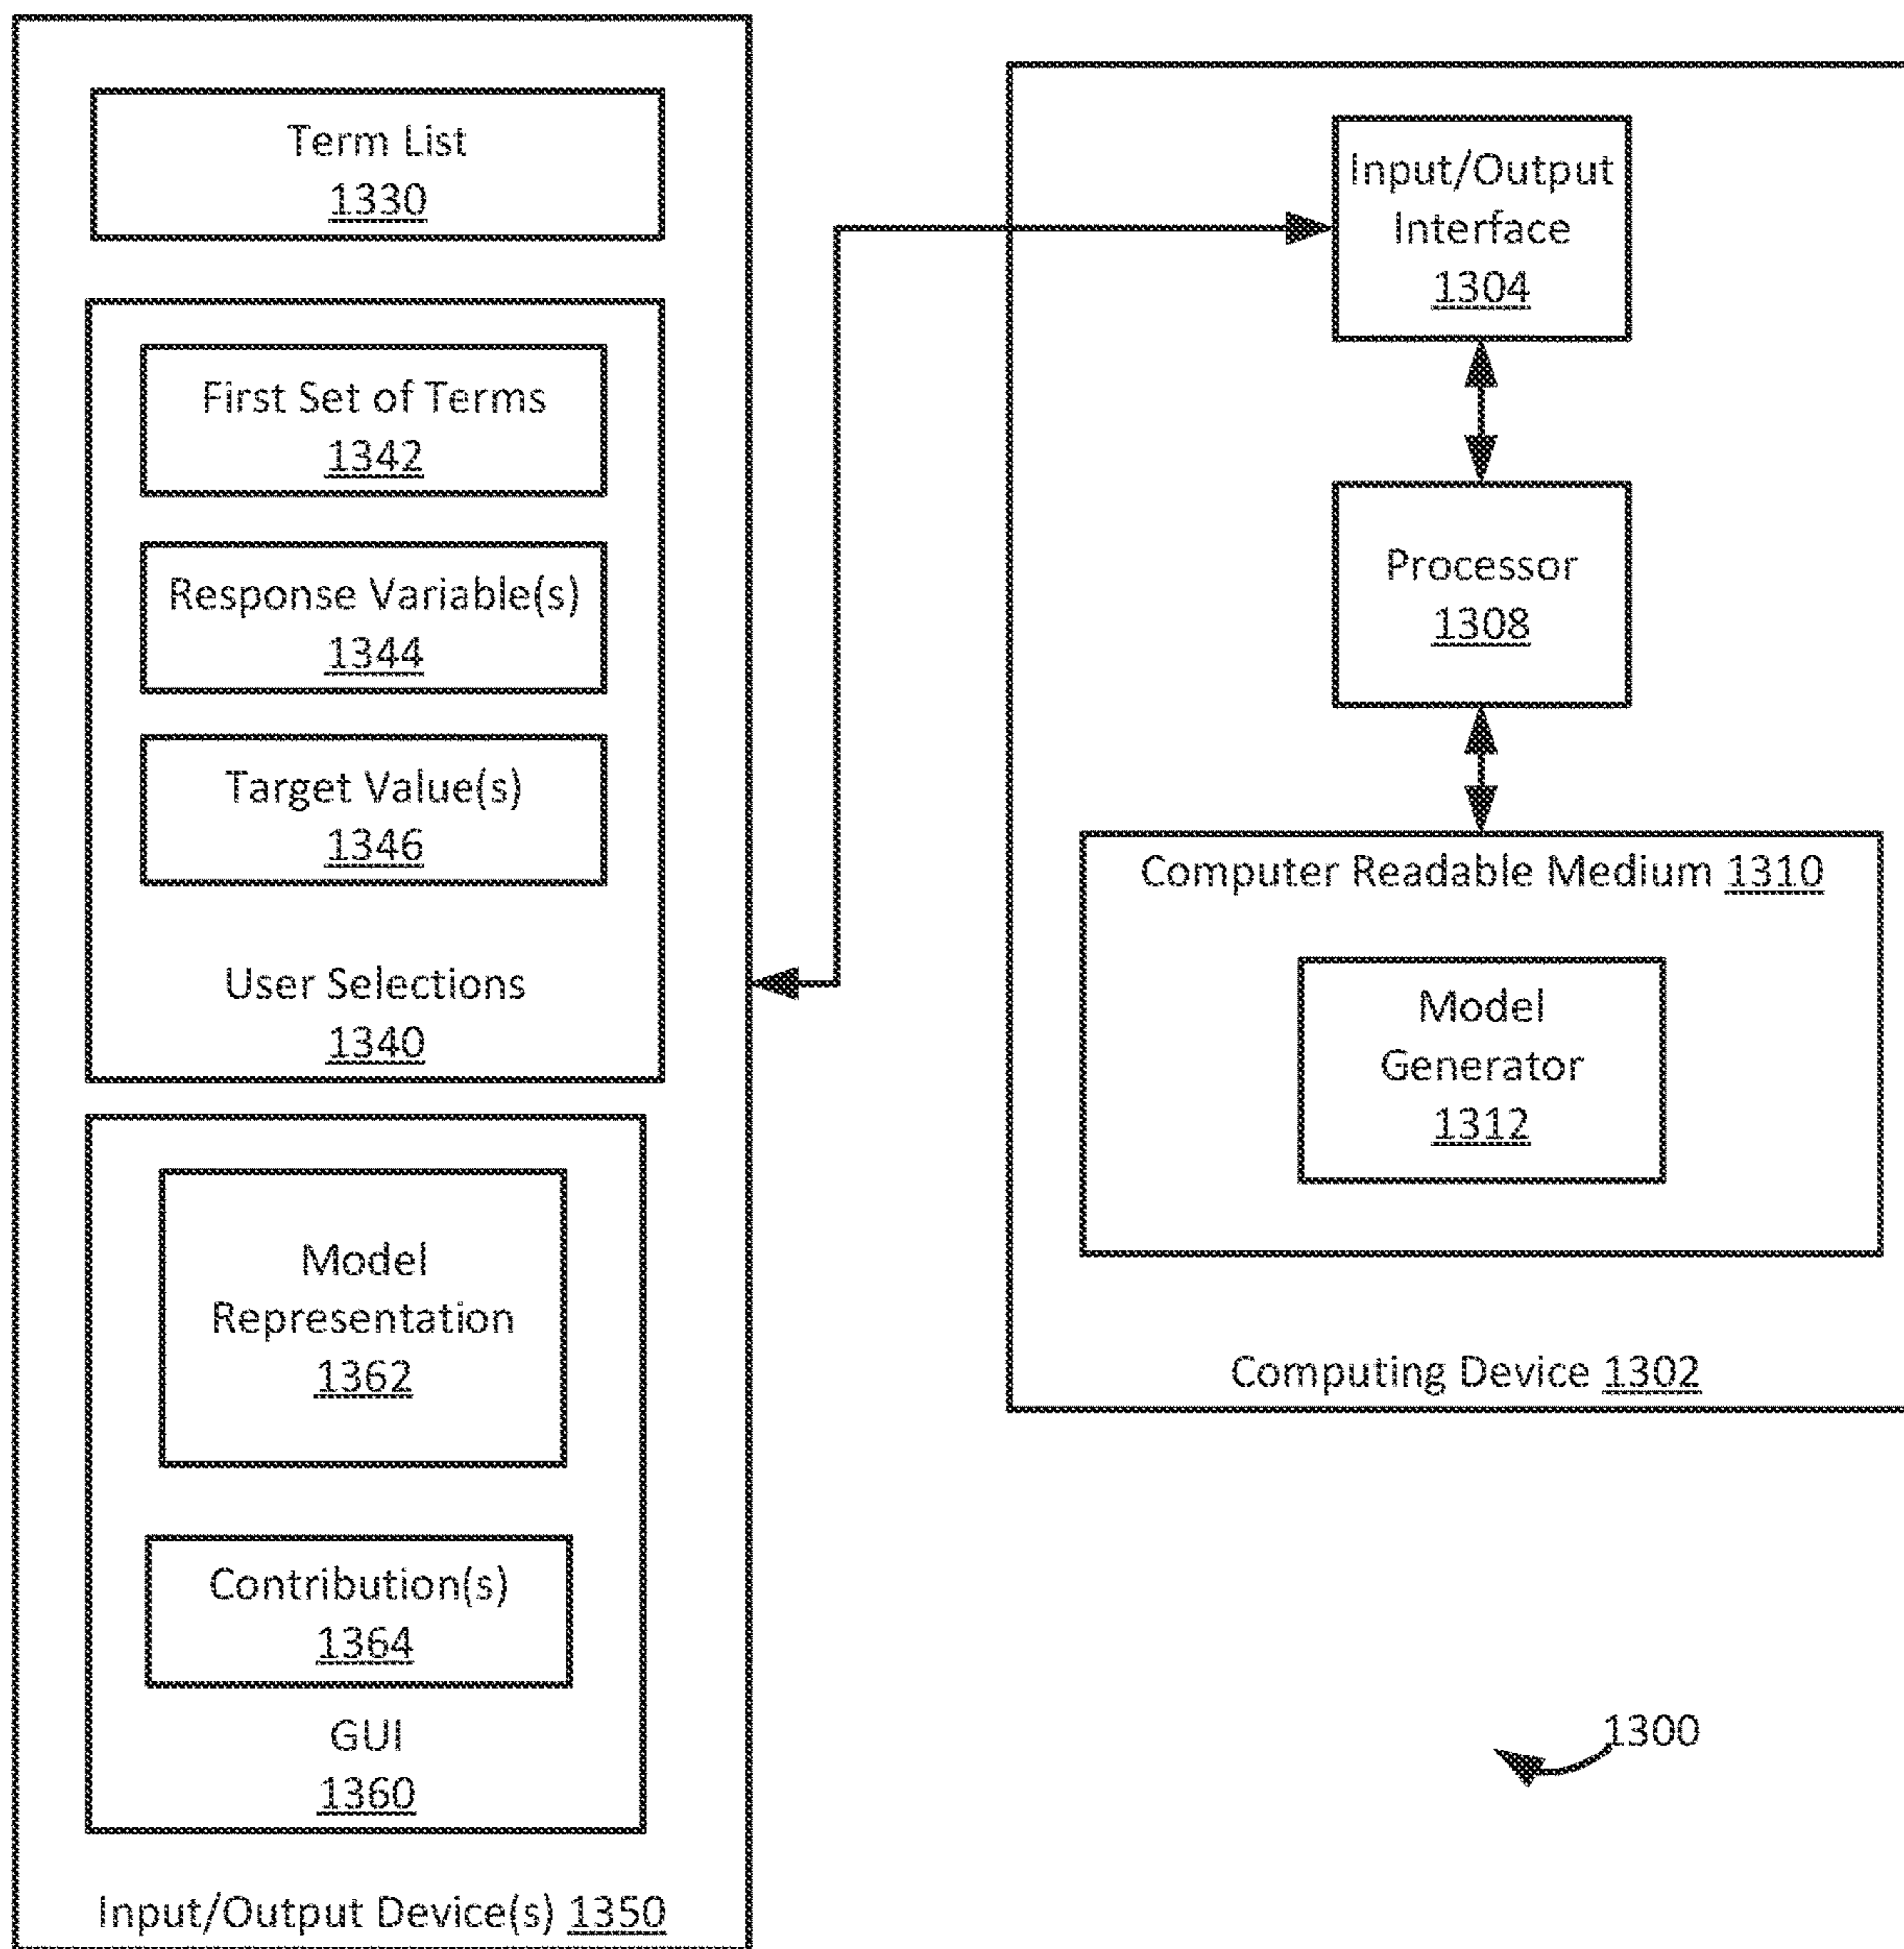 Term List
1330
First Set of Terms
1342
Response Variable(s)
1344
Target Value(s)
1346
User Selections
1340
Model
Representation
1362
Contribution(s)
1364
GUI
1360
Input/Output Device(s) 1350
Input/Output
Interface
1304
Processor
1308
Computer Readable Medium 1310
Model
Generator
1312
Computing Device 1302
1300